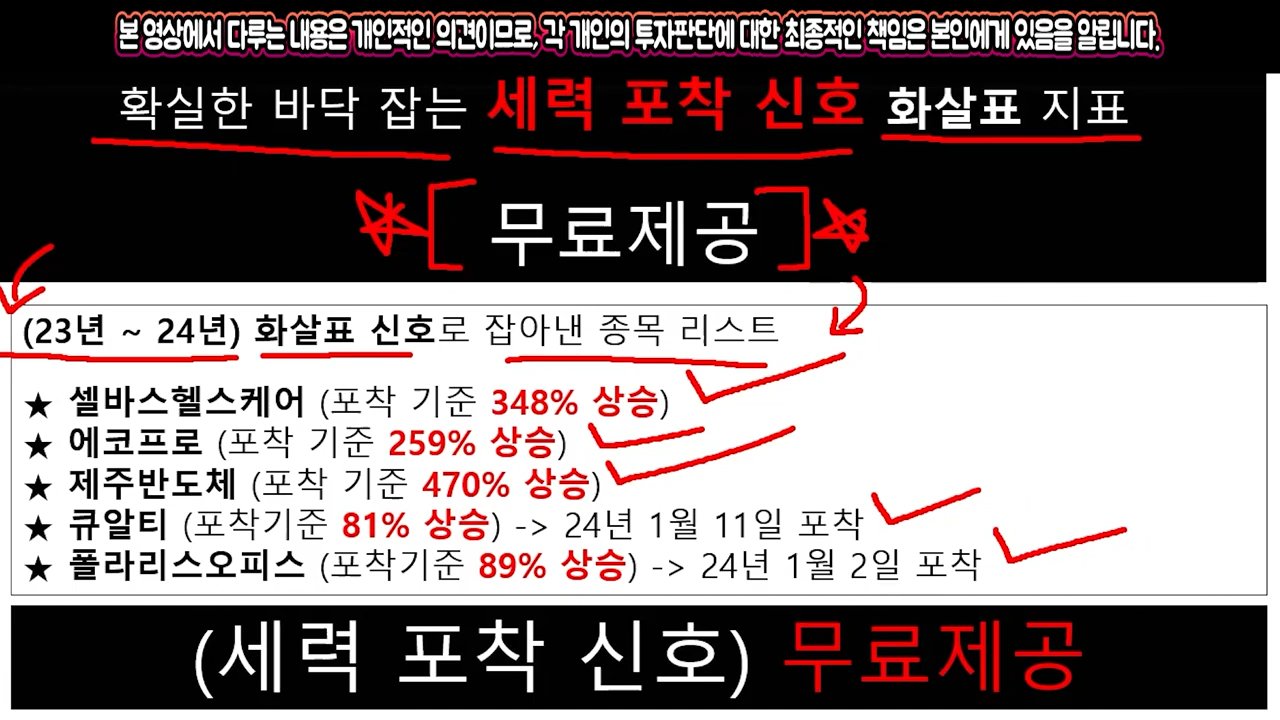 본 영상에서 다루는 내용은 개인적인 의견이므로, 각 개인의 투자판단에 대한 최종적인 책임은 본인에게 있음을 알립니다.
확실한 바닥 잡는 세력 포착 신호 화살표 지표
무료제공
(23년 ~ 24년) 화살표 신호로 잡아낸 종목 리스트
★ 셀바스헬스케어 (포착 기준 348% 상승)
★ 에코프로 (포착 기준 259% 상승)
★ 제주반도체 (포착 기준 470% 상승)
★ 큐알티 (포착기준 81% 상승) -> 24년 1월 11일 포착
★ 폴라리스오피스 (포착기준 89% 상승) -> 24년 1월 2일 포착
(세력 포착 신호) 무료제공